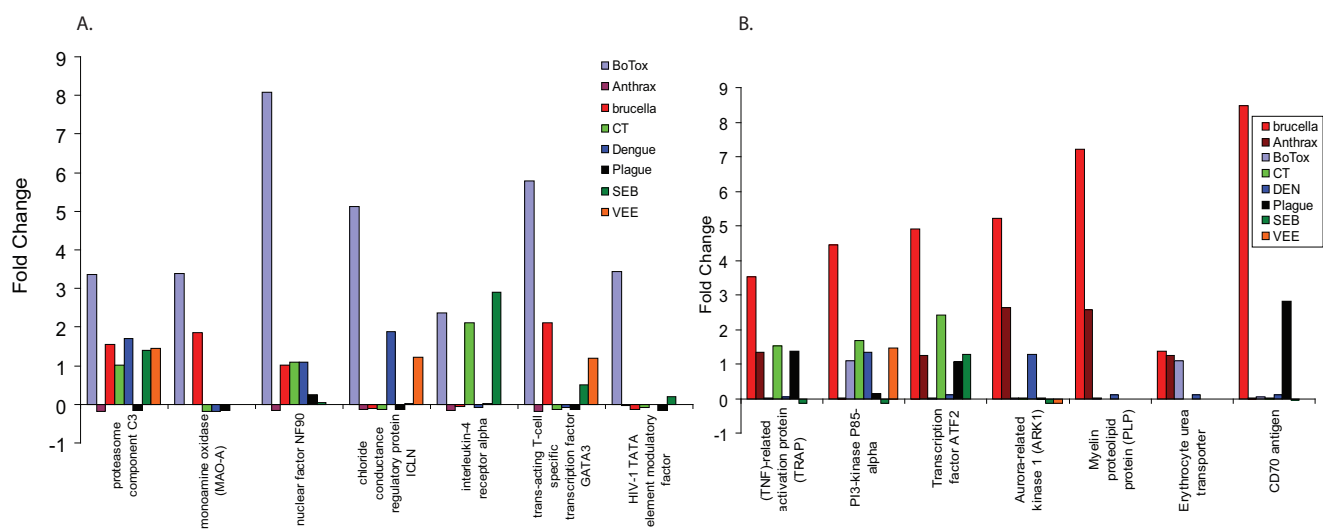 A.
Fold Change
9
8
7
6
5
4
3
2
1
0
-1
BoTox
Anthrax
brucella
CT
Dengue
Plague
SEB
VEE
proteasome
component C3
monoamine oxidase
(MAO-A)
nuclear factor NF90
chloride
conductance
regulatory protein
ICLN
interleukin-4
receptor alpha
trans-acting T-cell
specific
transcription factor
GATA3
HIV-1 TATA
element modulatory
factor
B.
Fold Change
9
8
7
6
5
4
3
2
1
0
-1
brucella
Anthrax
BoTox
CT
DEN
Plague
SEB
VEE
(TNF)-related
activation protein
(TRAP)
PI3-kinase P85-
alpha
Transcription
factor ATF2
Aurora-related
kinase 1 (ARK1)
Myelin
proteolipid
protein (PLP)
Erythrocyte urea
transporter
CD70 antigen